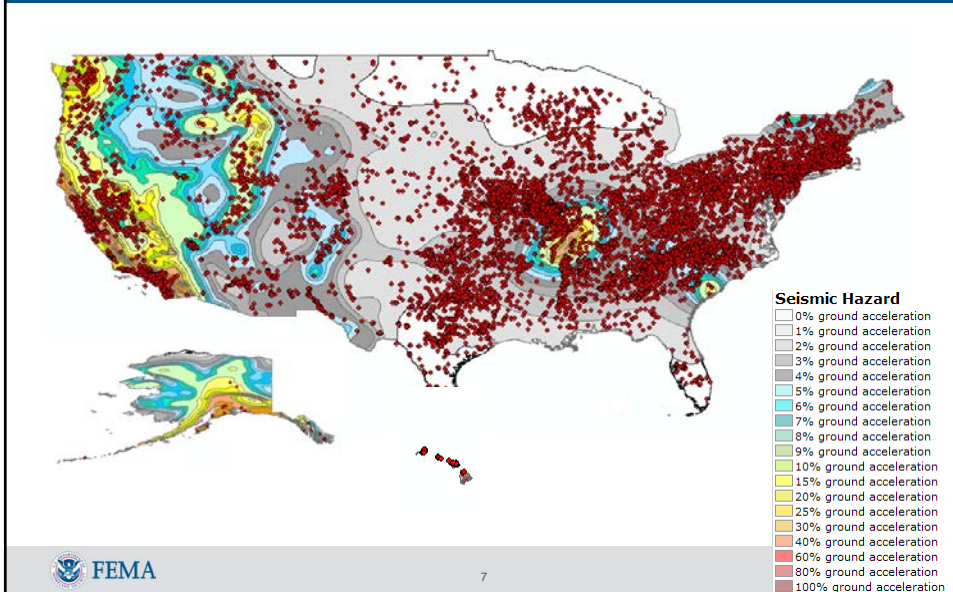 Seismic Hazard
0% ground acceleration
1% ground acceleration
2% ground acceleration
3% ground acceleration
4% ground acceleration
5% ground acceleration
6% ground acceleration
7% ground acceleration
8% ground acceleration
9% ground acceleration
10% ground acceleration
15% ground acceleration
20% ground acceleration
25% ground acceleration
30% ground acceleration
40% ground acceleration
60% ground acceleration
80% ground acceleration
100% ground acceleration
FEMA
7